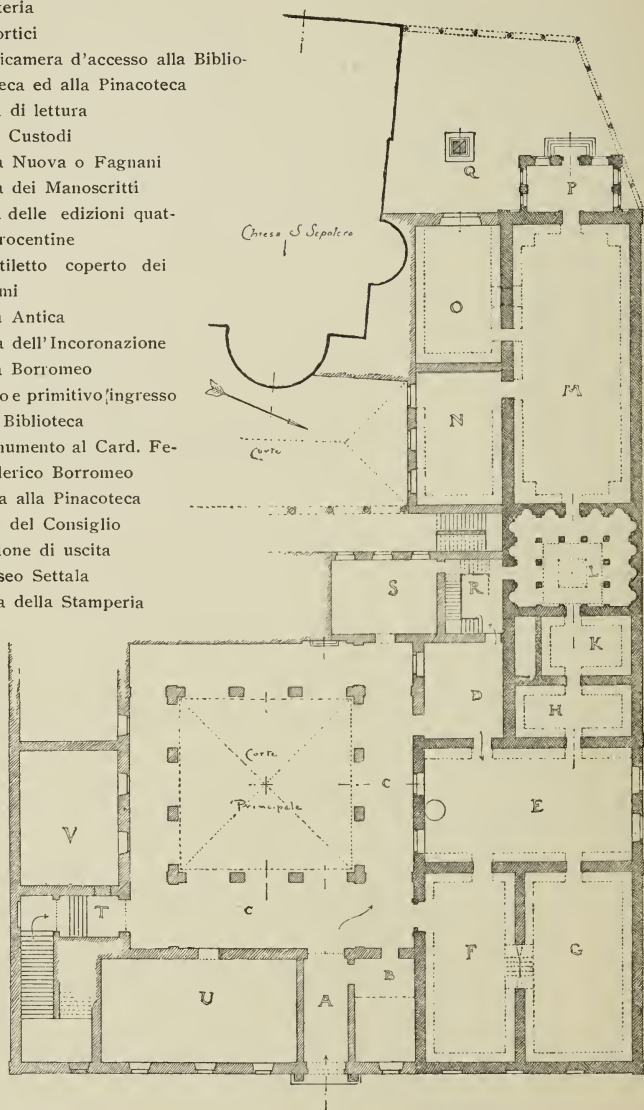 teria
ortici
icamera d'accesso alla Biblio-
eca ed alla Pinacoteca
a di lettura
Custodi
a Nuova o Fagnani
a dei Manoscritti
a delle edizioni quat-
rocentine
tiletto coperto dei
mi
a Antica
a dell'Incoronazione
a Borromeo
o e primitivo ingresso
Biblioteca
numento al Card. Fe-
derico Borromeo
a alla Pinacoteca
del Consiglio
one di uscita
seo Settala
a della Stamperia
Q
P
Chiesa S Sepolcro
O
M
N
Corte
L
S
R
K
D
H
Corte
Principale
C
E
V
C
T
F
G
B
U
A